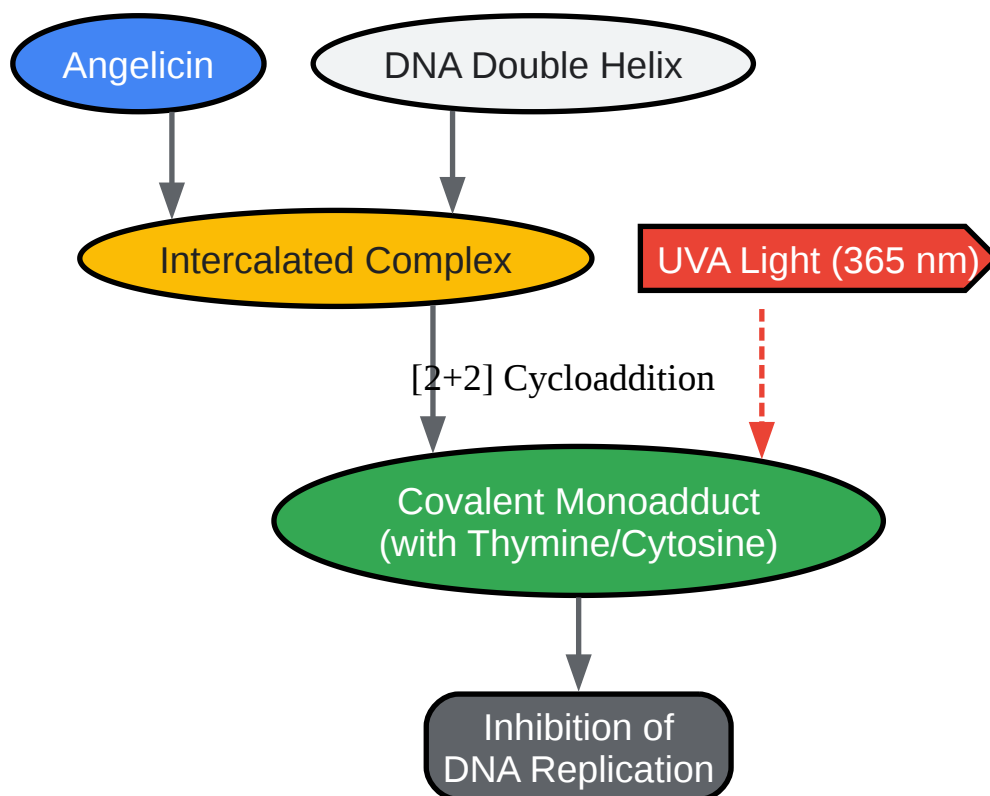 Angelicin
DNA Double Helix
Intercalated Complex
UVA Light (365 nm)
[2+2] Cycloaddition
Covalent Monoadduct
(with Thymine/Cytosine)
Inhibition of
DNA Replication